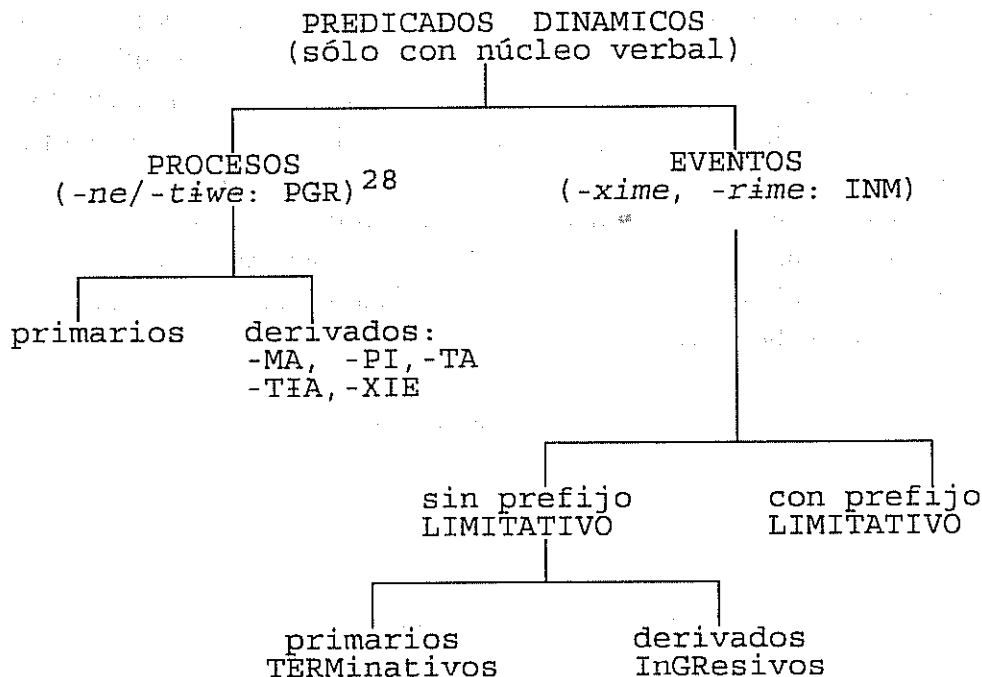 PREDICADOS DINAMICOS
(sólo con núcleo verbal)
PROCESOS
(-ne/-tɨwe: PGR)²⁸
EVENTOS
(-xime, -rime: INM)
primarios
derivados:
-MA, -PI, -TA
-TɨA, -XIE
sin prefijo
LIMITATIVO
con prefijo
LIMITATIVO
primarios
TERMinativos
derivados
InGResivos